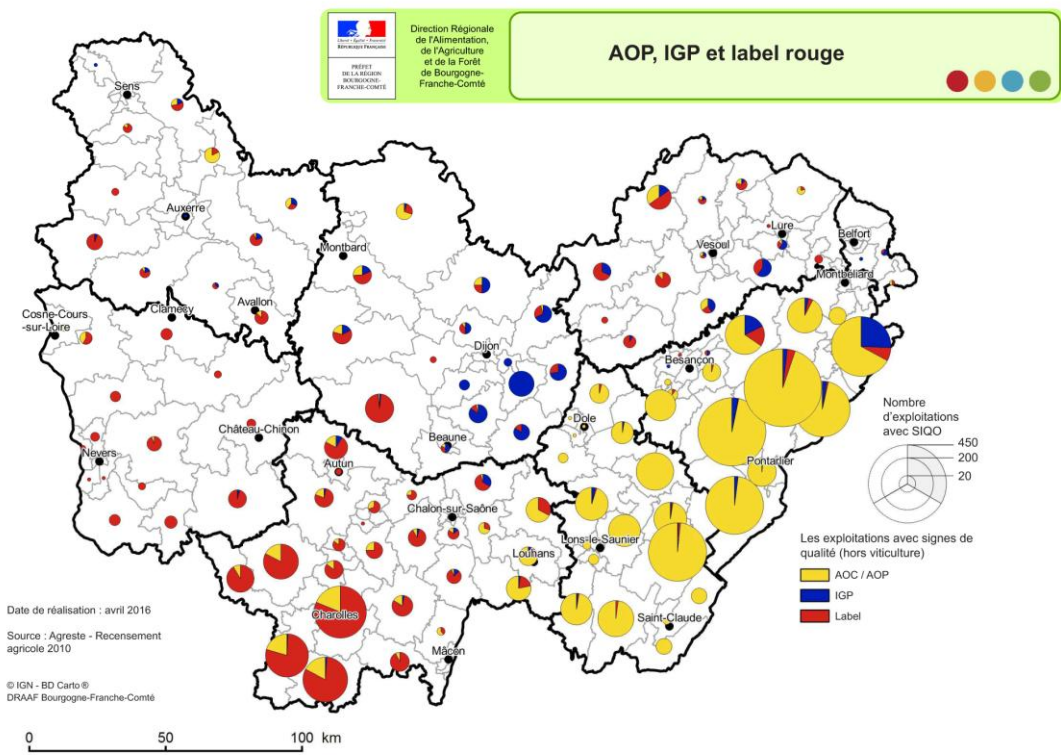 Liberté • Égalité • Fraternité
RÉPUBLIQUE FRANÇAISE
PRÉFET
DE LA RÉGION
BOURGOGNE-
FRANCHE-COMTÉ
Direction Régionale
de l'Alimentation,
de l'Agriculture
et de la Forêt
de Bourgogne-
Franche-Comté
AOP, IGP et label rouge
Sens
Auxerre
Montbard
Avallon
Clamecy
Cosne-Cours
-sur-Loire
Château-Chinon
Nevers
Dijon
Beaune
Autun
Chalon-sur-Saône
Louhans
Charolles
Mâcon
Vesoul
Lure
Belfort
Montbéliard
Besançon
Dole
Pontarlier
Lons-le-Saunier
Saint-Claude
Nombre
d'exploitations
avec SIQO
450
200
20
Les exploitations avec signes de
qualité (hors viticulture)
AOC / AOP
IGP
Label
Date de réalisation : avril 2016
Source : Agreste - Recensement
agricole 2010
© IGN - BD Carto ®
DRAAF Bourgogne-Franche-Comté
0 50 100 km